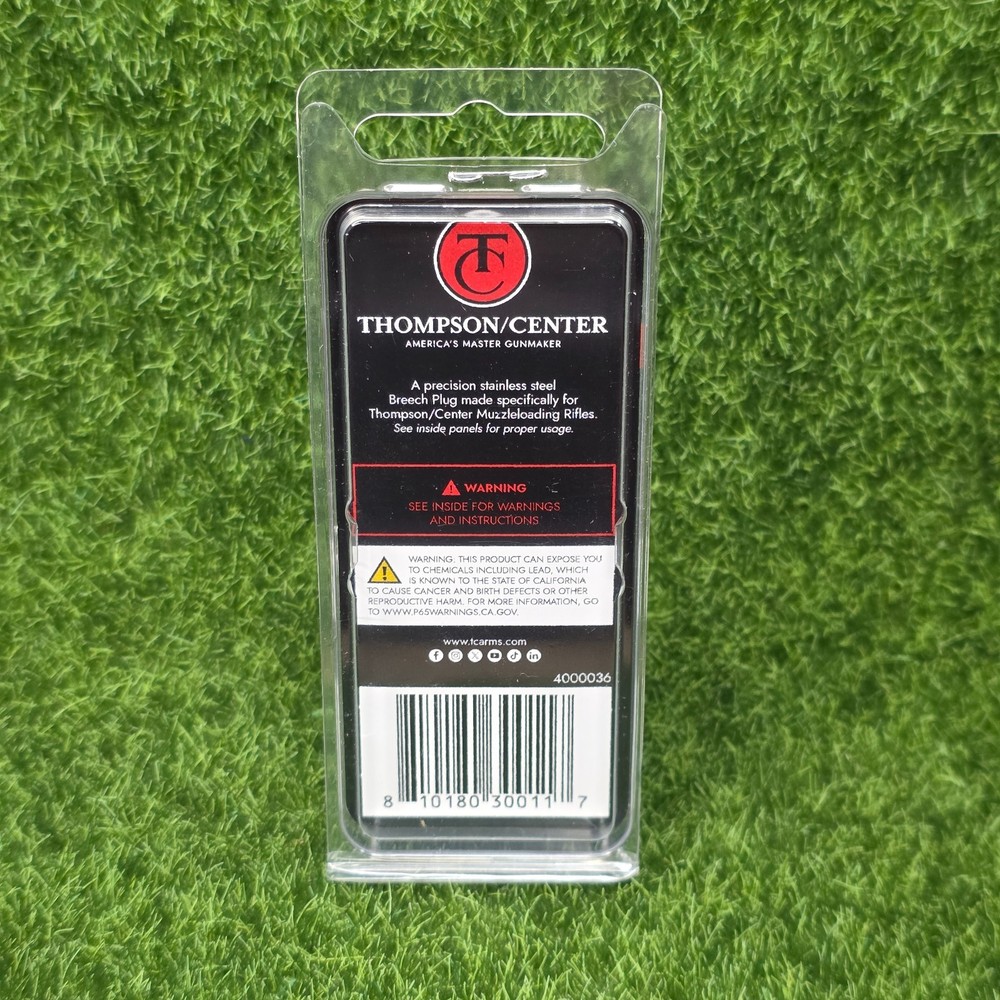 TC
THOMPSON/CENTER
AMERICA'S MASTER GUNMAKER
A precision stainless steel
Breech Plug made specifically for
Thompson/Center Muzzleloading Rifles.
See inside panels for proper usage.
WARNING
SEE INSIDE FOR WARNINGS
AND INSTRUCTIONS
WARNING: THIS PRODUCT CAN EXPOSE YOU
TO CHEMICALS INCLUDING LEAD, WHICH
IS KNOWN TO THE STATE OF CALIFORNIA
TO CAUSE CANCER AND BIRTH DEFECTS OR OTHER
REPRODUCTIVE HARM. FOR MORE INFORMATION, GO
TO WWW.P65WARNINGS.CA.GOV.
www.tcarms.com
4000036
8 10180 30011 7